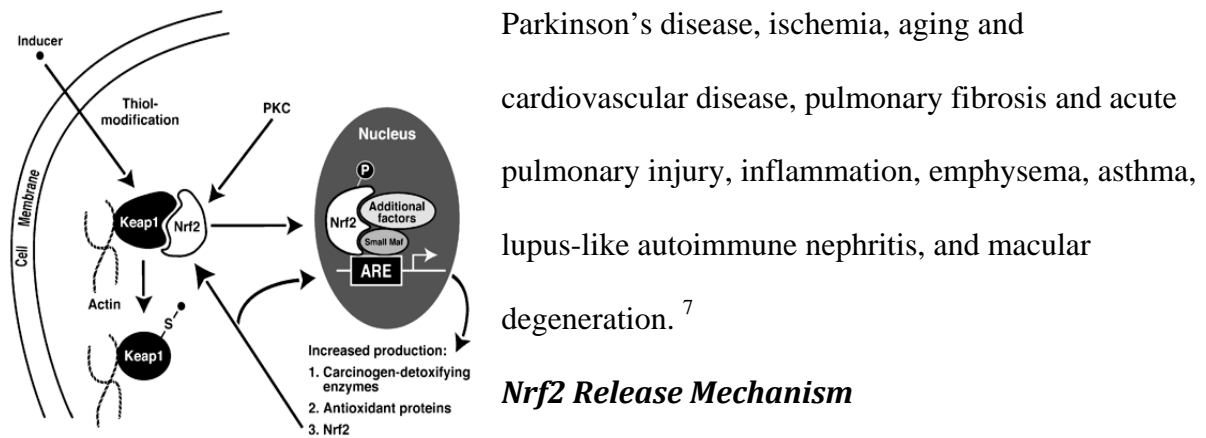 Inducer
Thiol-
modification
PKC
Nucleus
P
Cell Membrane
Keap1
Nrf2
Nrf2
Additional
factors
Small Maf
ARE
Actin
S
Keap1
Increased production:
1. Carcinogen-detoxifying
enzymes
2. Antioxidant proteins
3. Nrf2
Parkinson’s disease, ischemia, aging and
cardiovascular disease, pulmonary fibrosis and acute
pulmonary injury, inflammation, emphysema, asthma,
lupus-like autoimmune nephritis, and macular
degeneration. 7
Nrf2 Release Mechanism